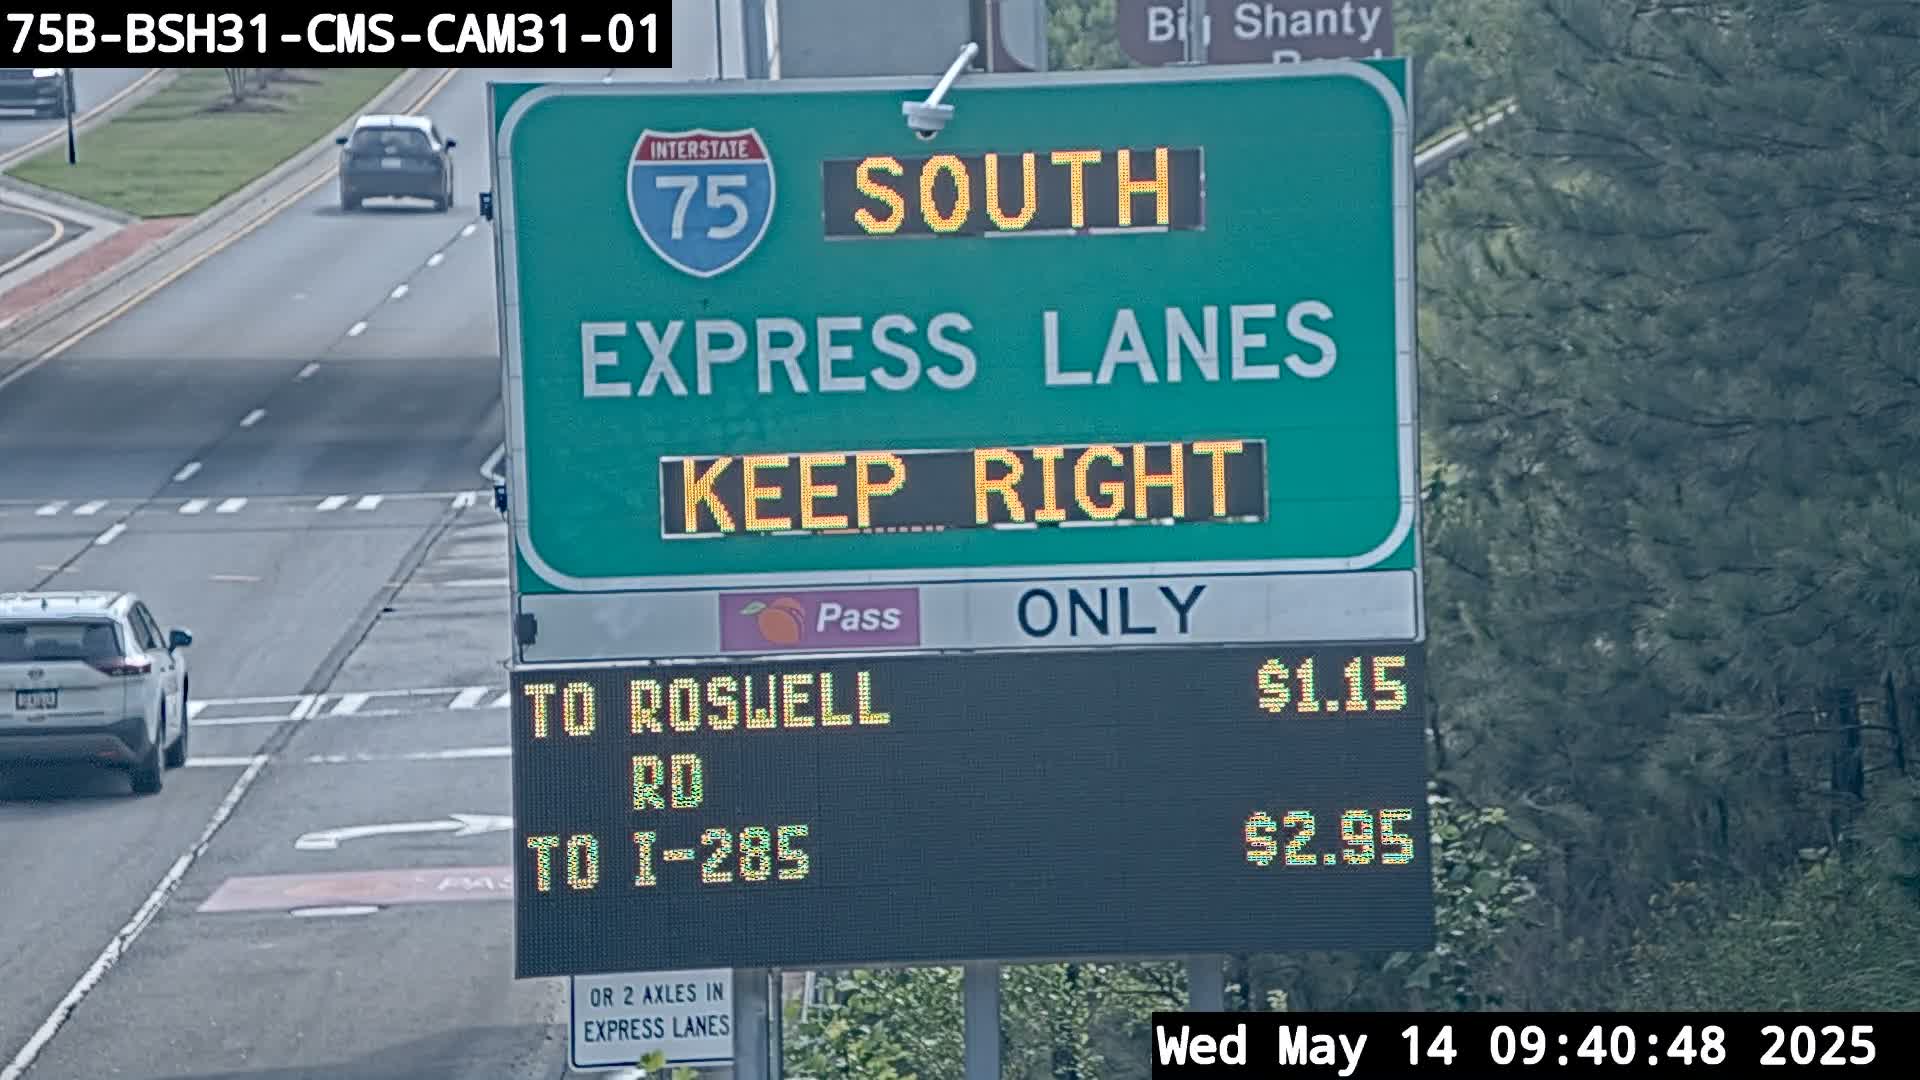 75B-BSH31-CMS-CAM31-01
Big Shanty
INTERSTATE
75
SOUTH
EXPRESS LANES
KEEP RIGHT
Pass ONLY
TO ROSWELL $1.15
RD
TO I-285 $2.95
OR 2 AXLES IN
EXPRESS LANES
Wed May 14 09:40:48 2025